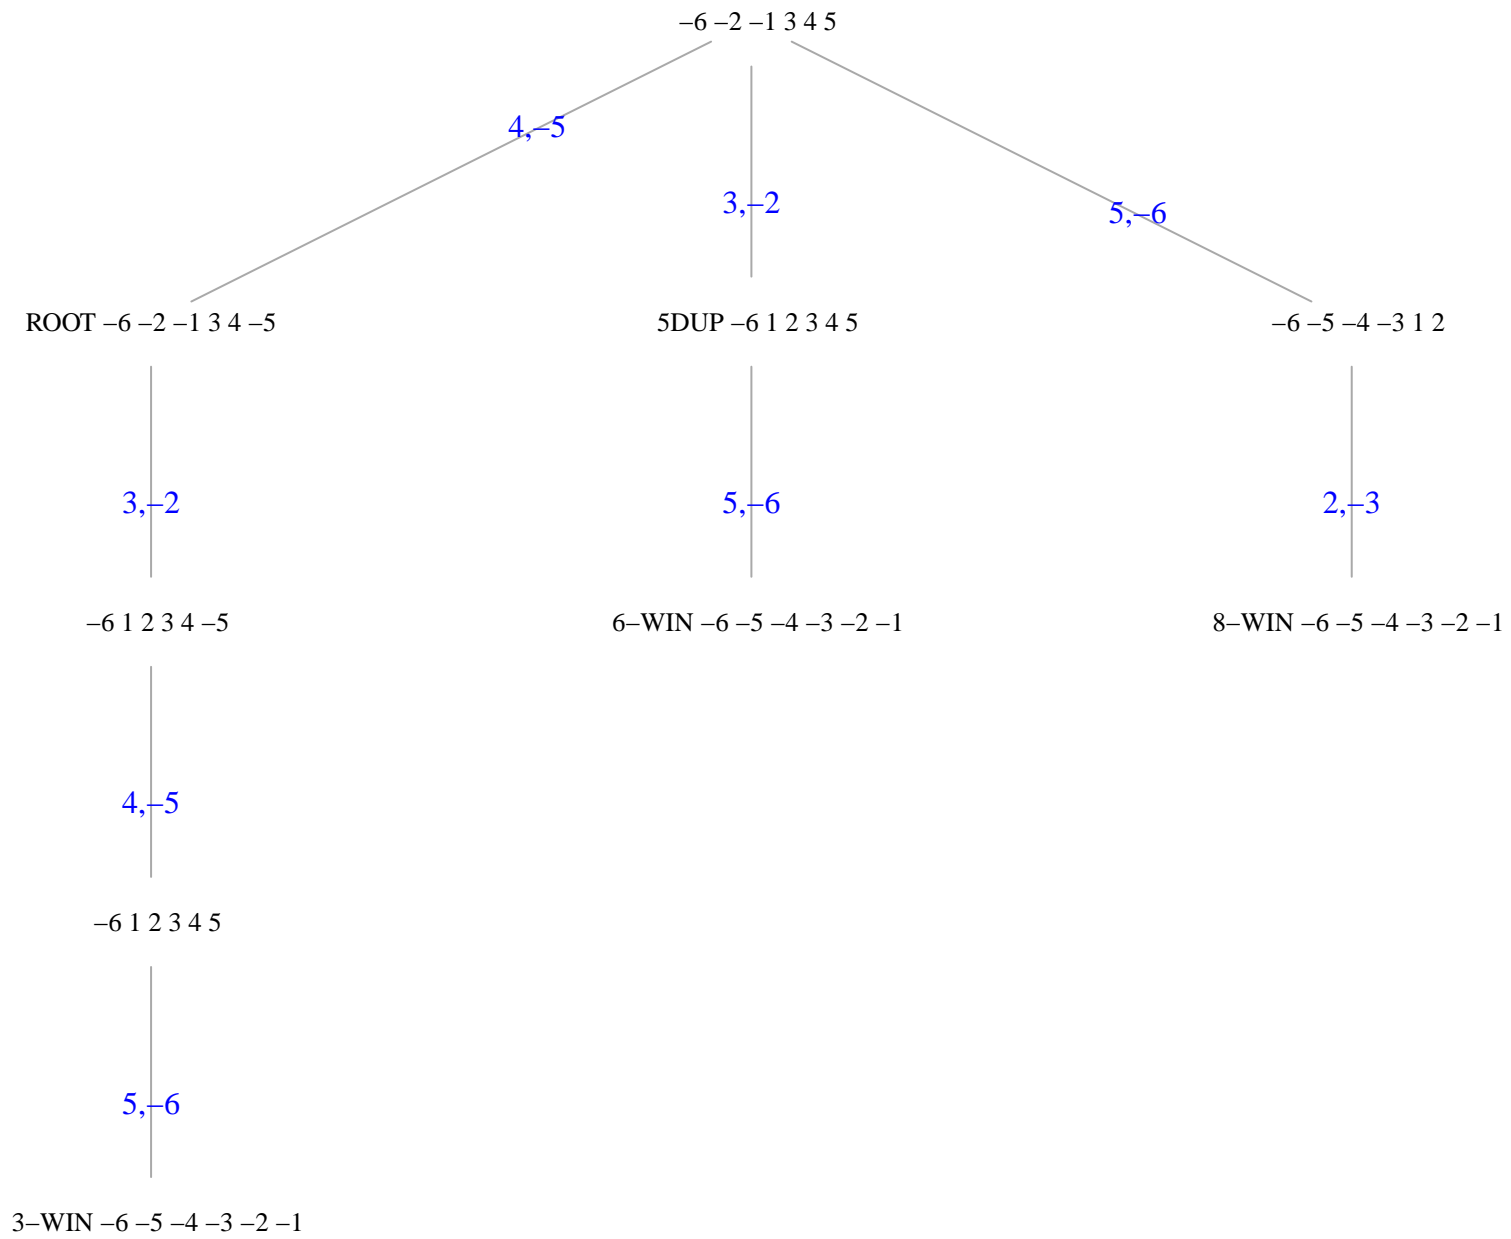 –6 –2 –1 3 4 5
4,–5
3,–2
5,–6
ROOT –6 –2 –1 3 4 –5
5DUP –6 1 2 3 4 5
–6 –5 –4 –3 1 2
3,–2
5,–6
2,–3
–6 1 2 3 4 –5
6–WIN –6 –5 –4 –3 –2 –1
8–WIN –6 –5 –4 –3 –2 –1
4,–5
–6 1 2 3 4 5
5,–6
3–WIN –6 –5 –4 –3 –2 –1